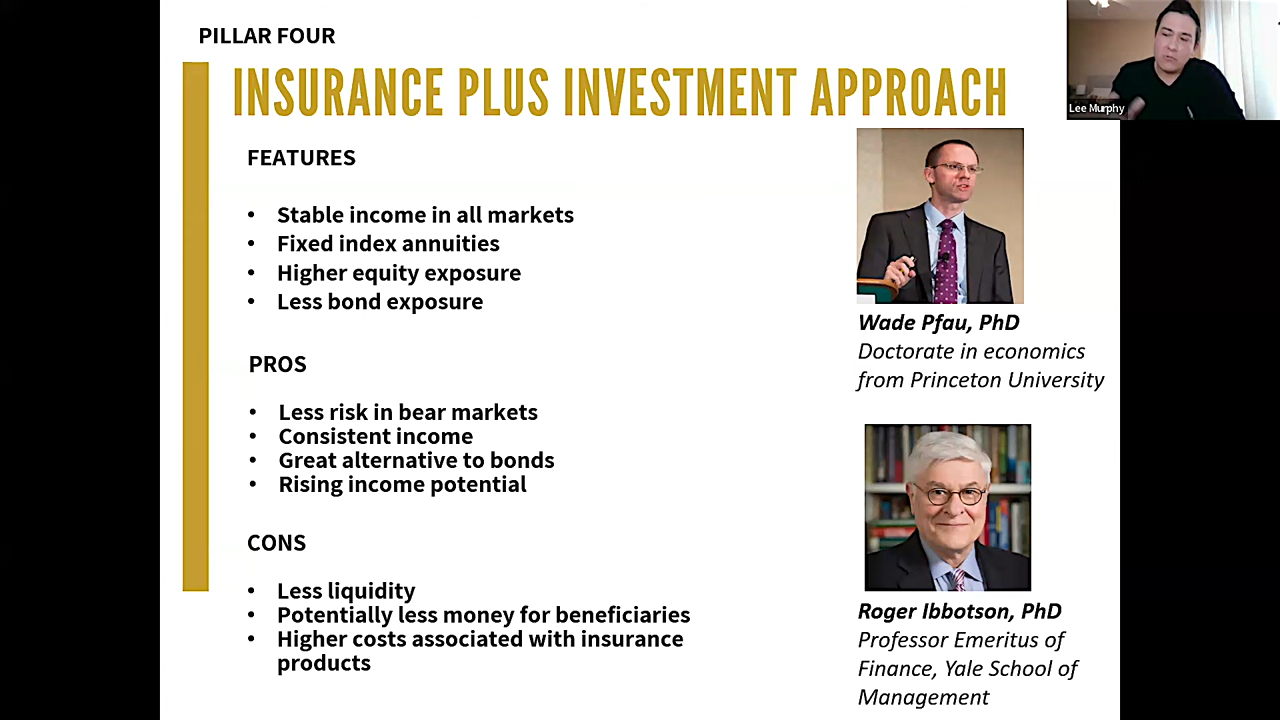 PILLAR FOUR
INSURANCE PLUS INVESTMENT APPROACH
Lee Murphy
FEATURES
• Stable income in all markets
• Fixed index annuities
• Higher equity exposure
• Less bond exposure
PROS
• Less risk in bear markets
• Consistent income
• Great alternative to bonds
• Rising income potential
CONS
• Less liquidity
• Potentially less money for beneficiaries
• Higher costs associated with insurance
products
Wade Pfau, PhD
Doctorate in economics
from Princeton University
Roger Ibbotson, PhD
Professor Emeritus of
Finance, Yale School of
Management